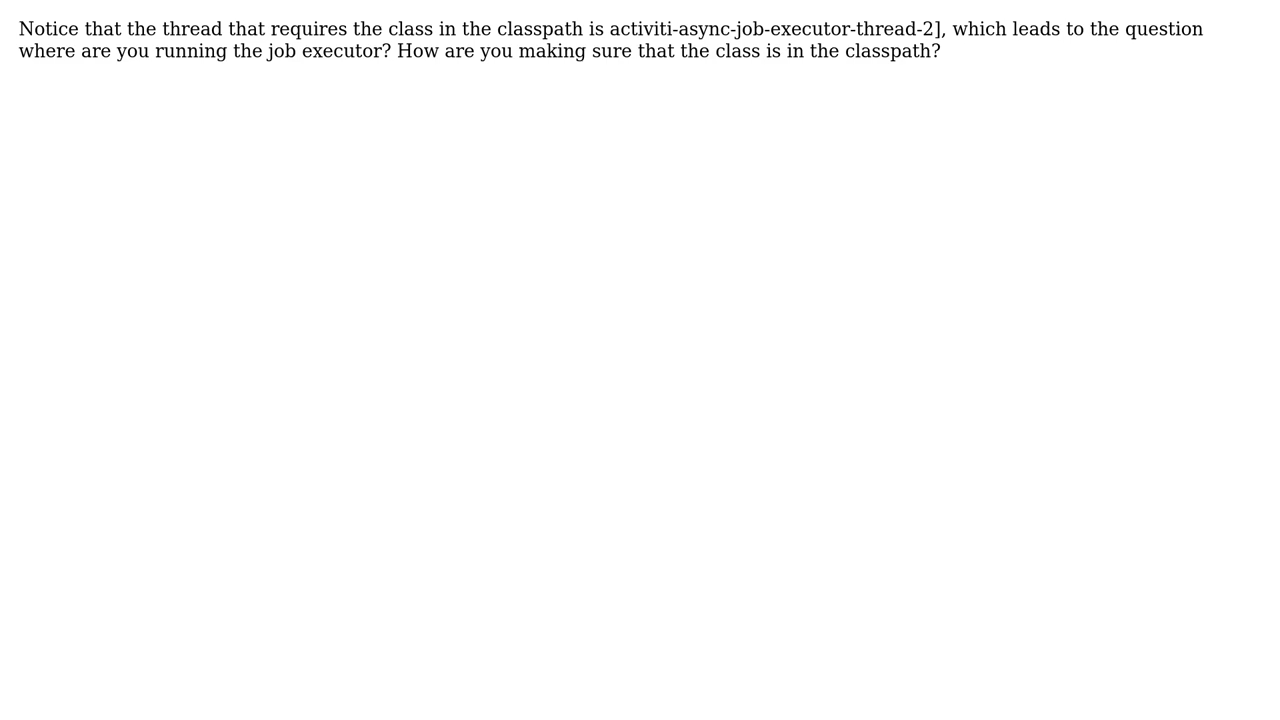 Notice that the thread that requires the class in the classpath is activiti-async-job-executor-thread-2], which leads to the question
where are you running the job executor? How are you making sure that the class is in the classpath?